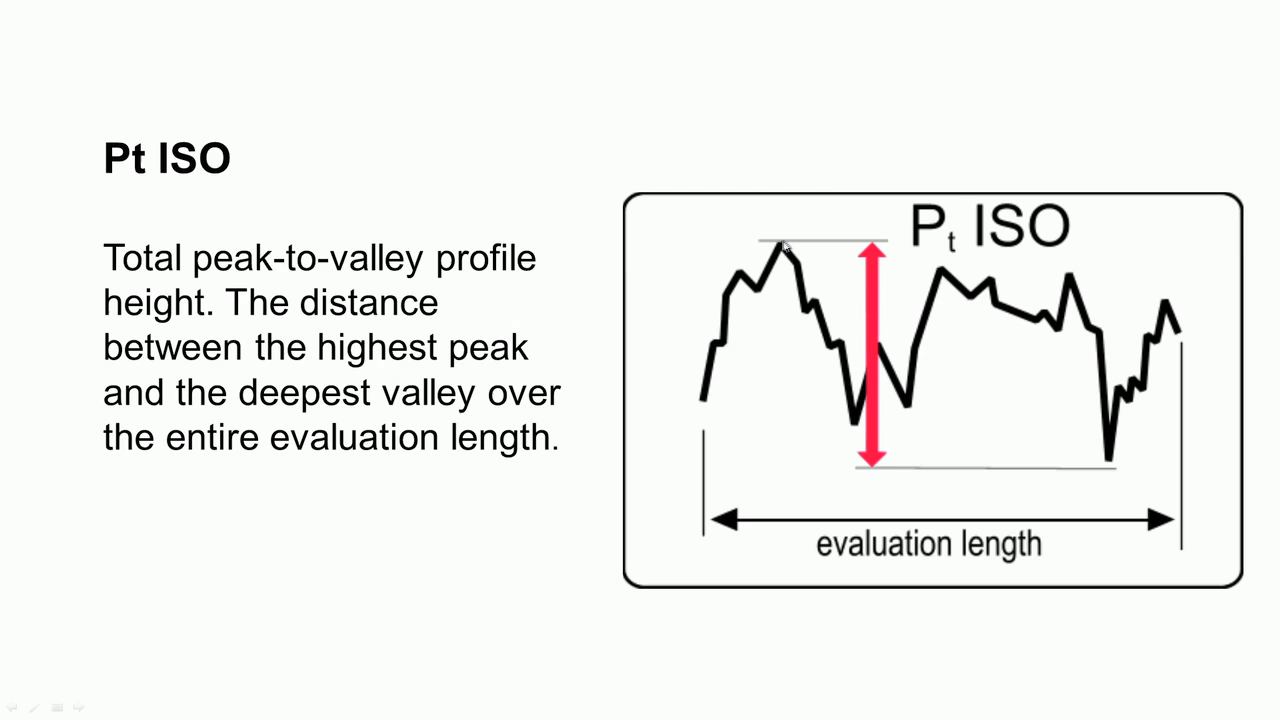 Pt ISO
Total peak-to-valley profile
height. The distance
between the highest peak
and the deepest valley over
the entire evaluation length.
Pt ISO
evaluation length